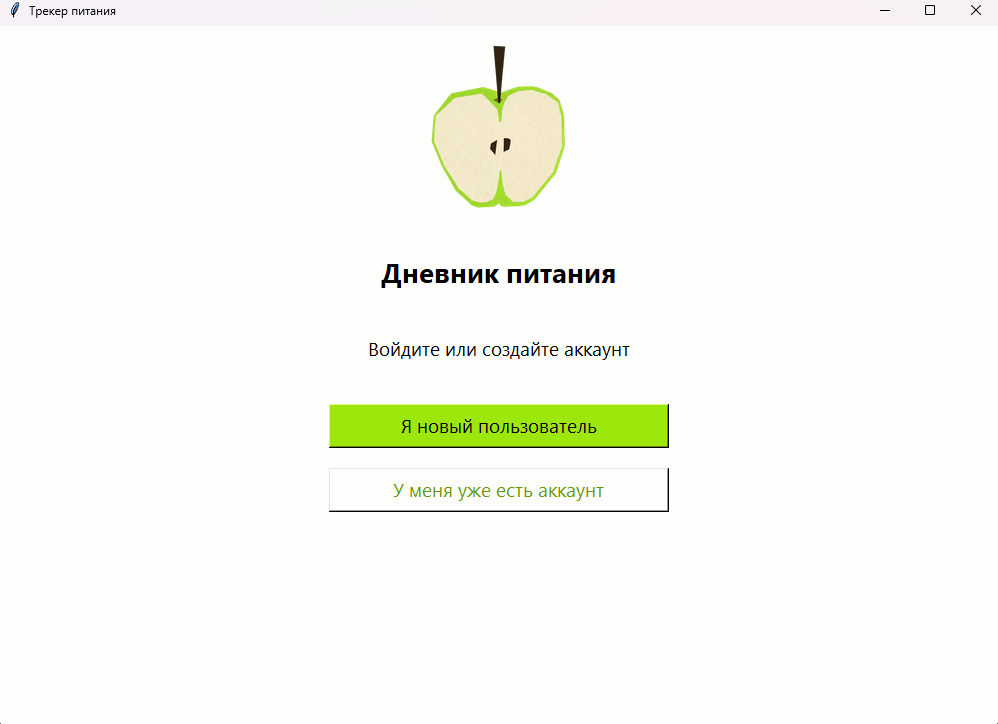 Трекер питания
Дневник питания
Войдите или создайте аккаунт
Я новый пользователь
У меня уже есть аккаунт